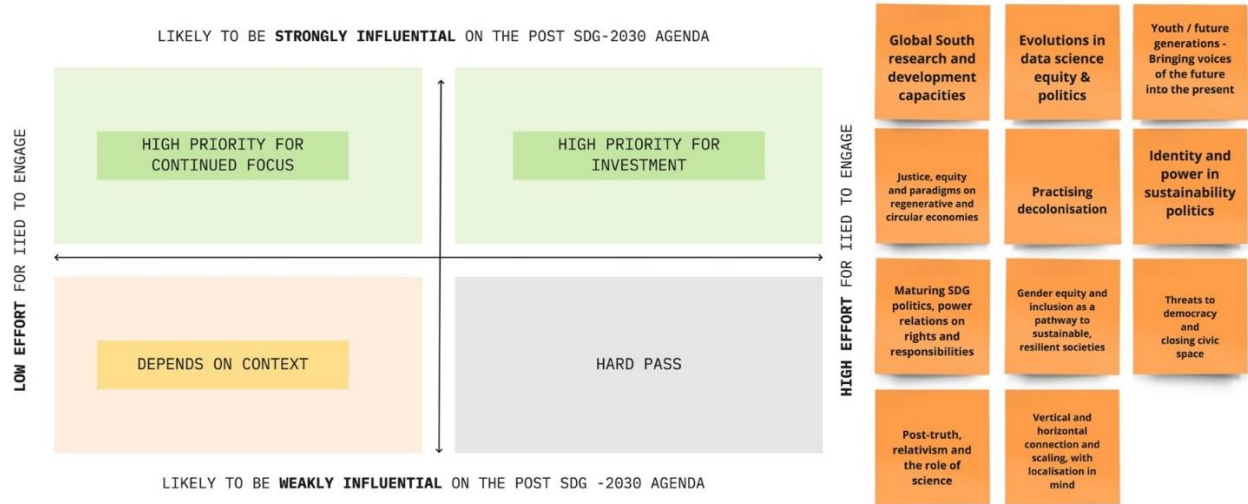 LIKELY TO BE STRONGLY INFLUENTIAL ON THE POST SDG-2030 AGENDA
LOW EFFORT FOR IIED TO ENGAGE
HIGH PRIORITY FOR
CONTINUED FOCUS
HIGH PRIORITY FOR
INVESTMENT
DEPENDS ON CONTEXT
HARD PASS
HIGH EFFORT FOR IIED TO ENGAGE
LIKELY TO BE WEAKLY INFLUENTIAL ON THE POST SDG -2030 AGENDA
Global South
research and
development
capacities
Evolutions in
data science
equity &
politics
Youth / future
generations -
Bringing voices
of the future
into the present
Justice, equity
and paradigms on
regenerative and
circular economies
Practising
decolonisation
Identity and
power in
sustainability
politics
Maturing SDG
politics, power
relations on
rights and
responsibilities
Gender equity and
inclusion as a
pathway to
sustainable,
resilient societies
Threats to
democracy
and
closing civic
space
Post-truth,
relativism and
the role of
science
Vertical and
horizontal
connection and
scaling, with
localisation in
mind